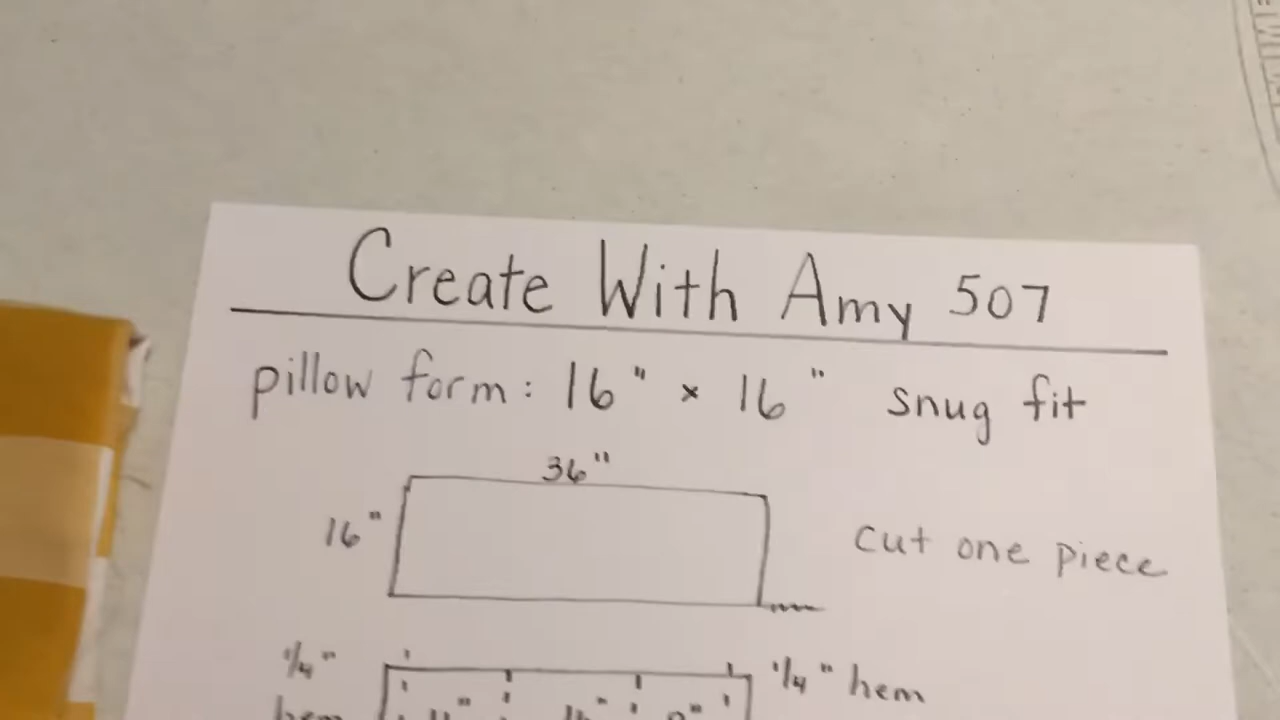 Create With Amy 507
pillow form: 16" x 16" snug fit
36"
16"
cut one piece
1/4"
1/4" hem
hem